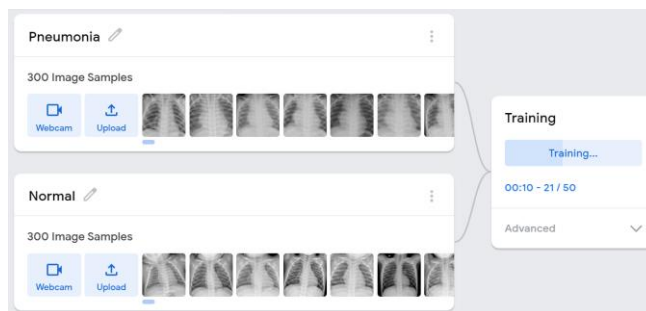 Pneumonia
300 Image Samples
Webcam
Upload
Normal
300 Image Samples
Webcam
Upload
Training
Training...
00:10 - 21 / 50
Advanced